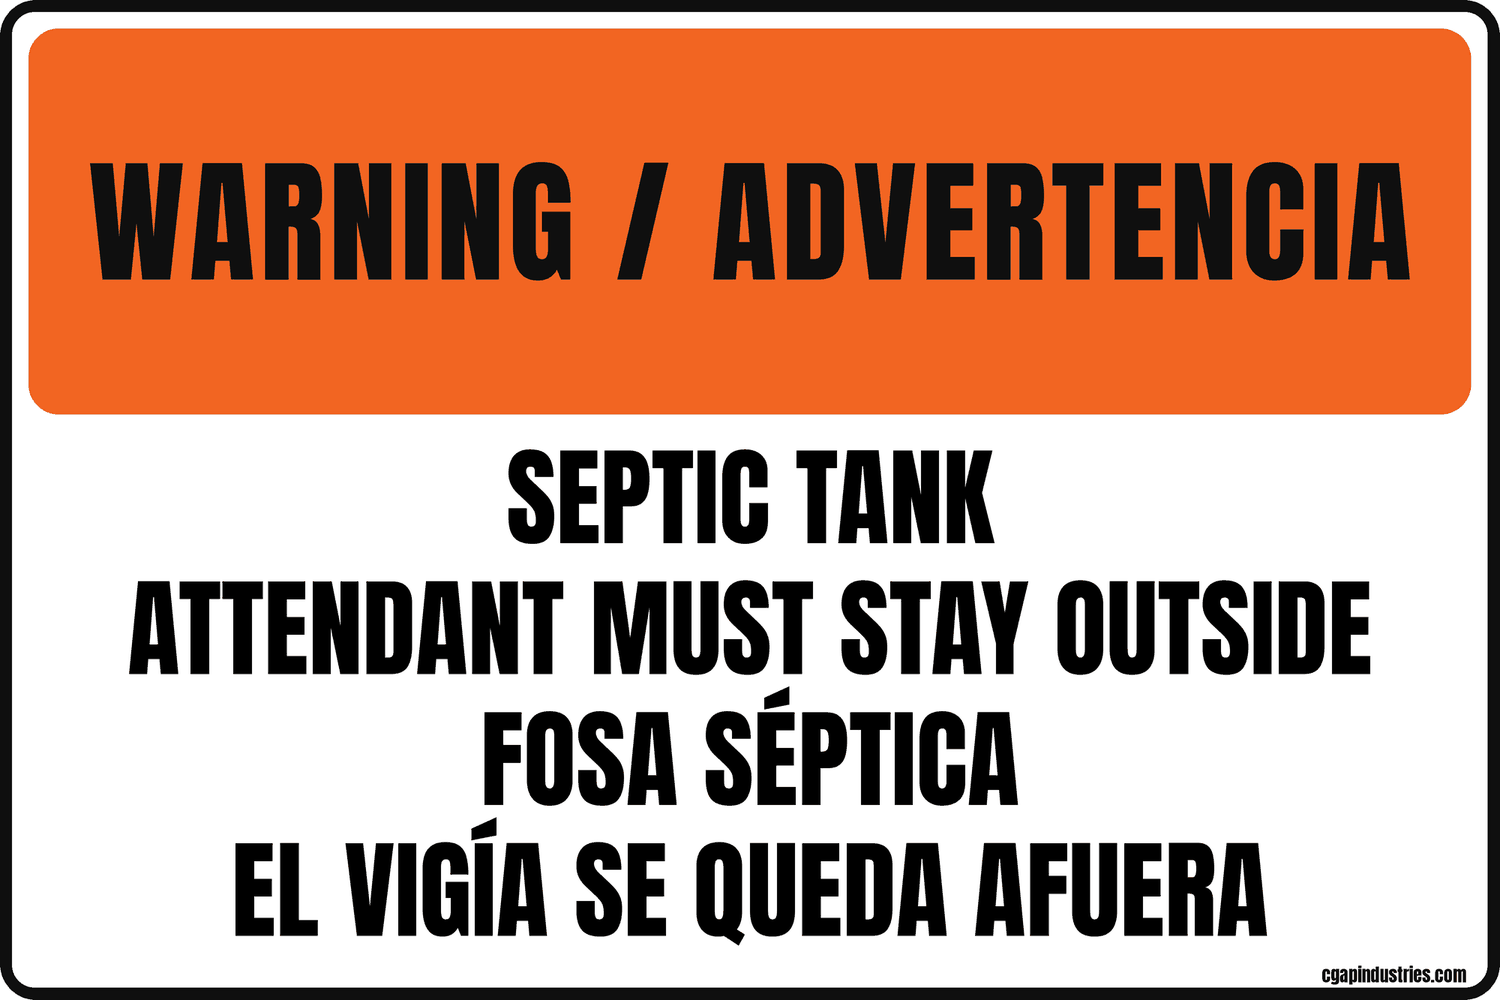 WARNING / ADVERTENCIA
SEPTIC TANK
ATTENDANT MUST STAY OUTSIDE
FOSA SÉPTICA
EL VIGÍA SE QUEDA AFUERA
cgapindustries.com